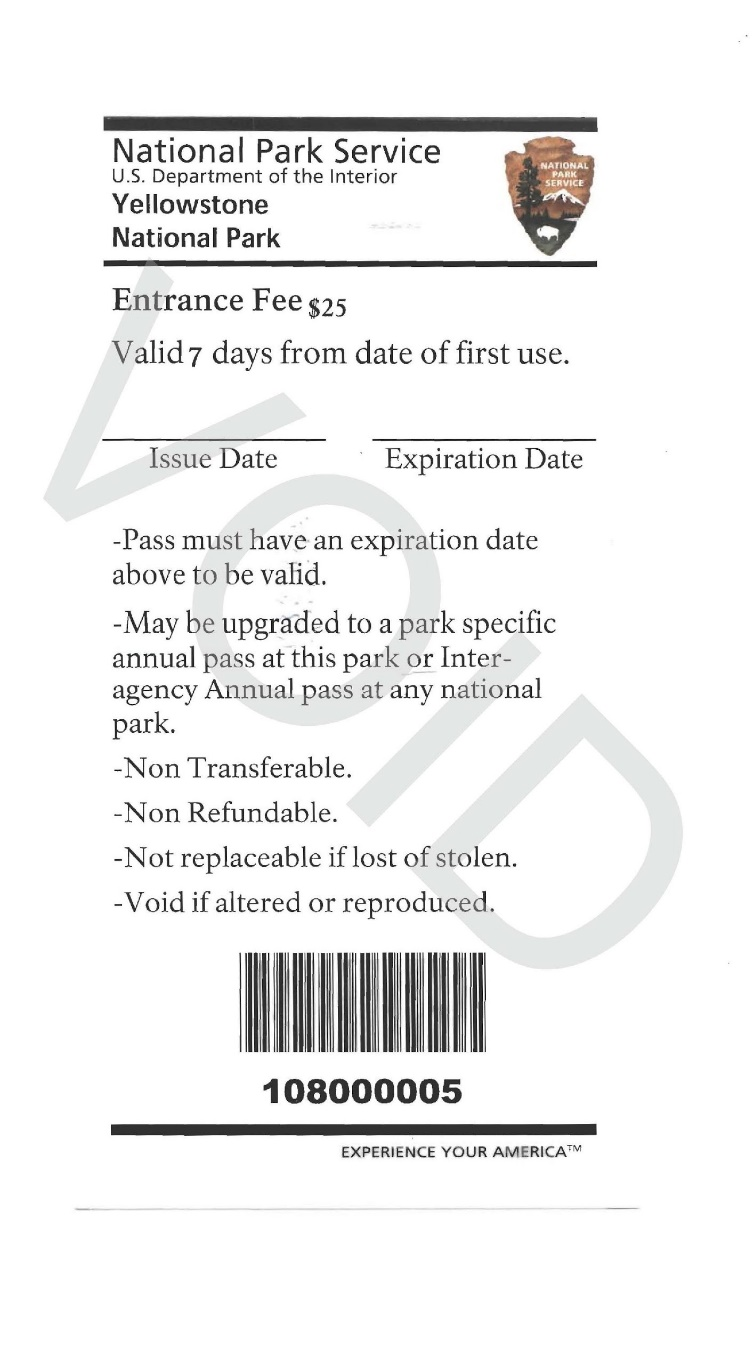 National Park Service
U.S. Department of the Interior
Yellowstone
National Park
NATIONAL
PARK
SERVICE
Entrance Fee $25
Valid 7 days from date of first use.
Issue Date Expiration Date
-Pass must have an expiration date
above to be valid.
-May be upgraded to a park specific
annual pass at this park or Inter-
agency Annual pass at any national
park.
-Non Transferable.
-Non Refundable.
-Not replaceable if lost of stolen.
-Void if altered or reproduced.
VOID
108000005
EXPERIENCE YOUR AMERICA™